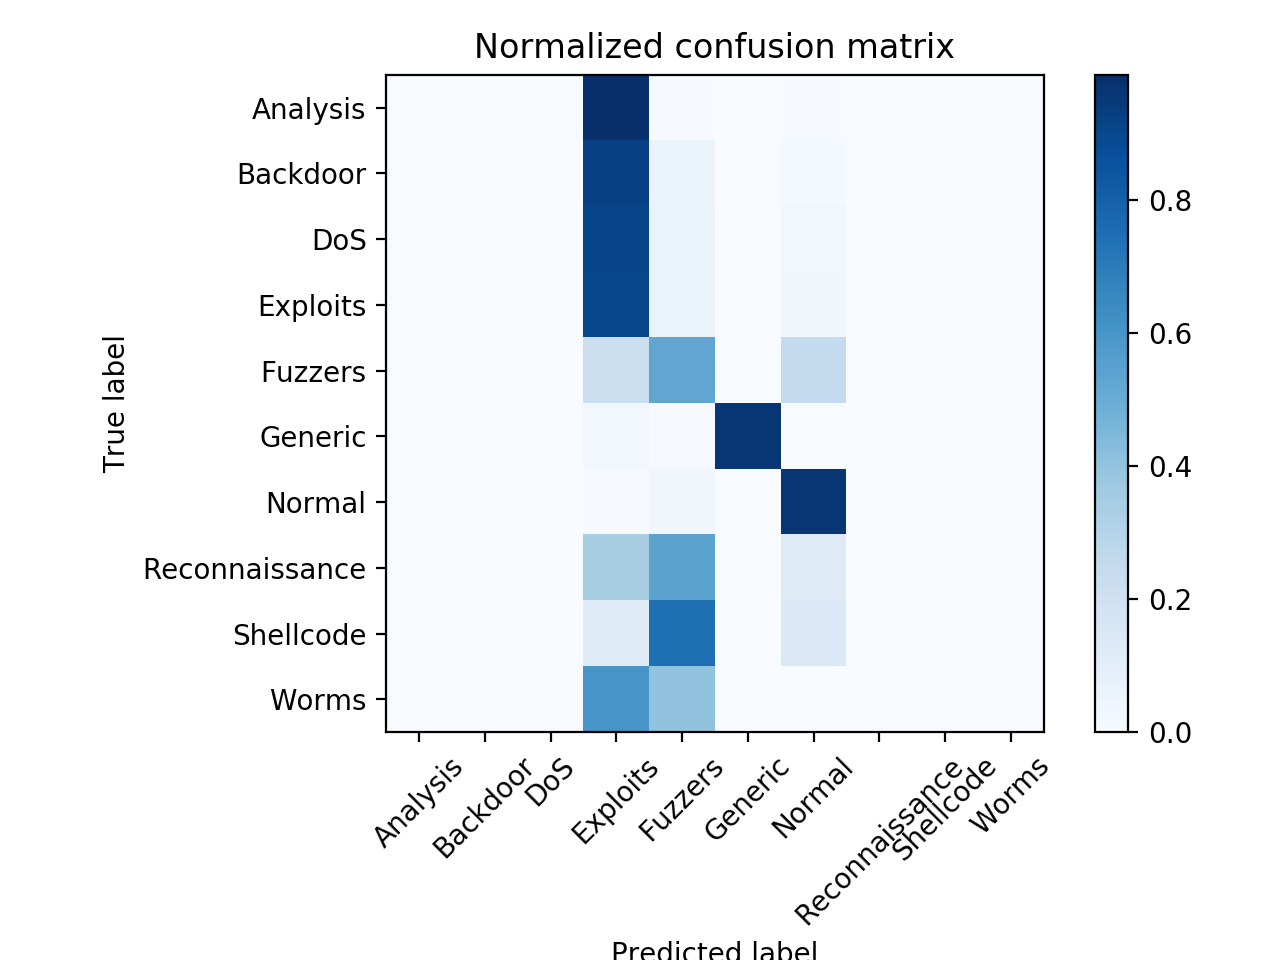 Normalized confusion matrix
True label
Analysis
Backdoor
DoS
Exploits
Fuzzers
Generic
Normal
Reconnaissance
Shellcode
Worms
0.8
0.6
0.4
0.2
0.0
Analysis
Backdoor
DoS
Exploits
Fuzzers
Generic
Normal
Reconnaissance
Shellcode
Worms
Predicted label